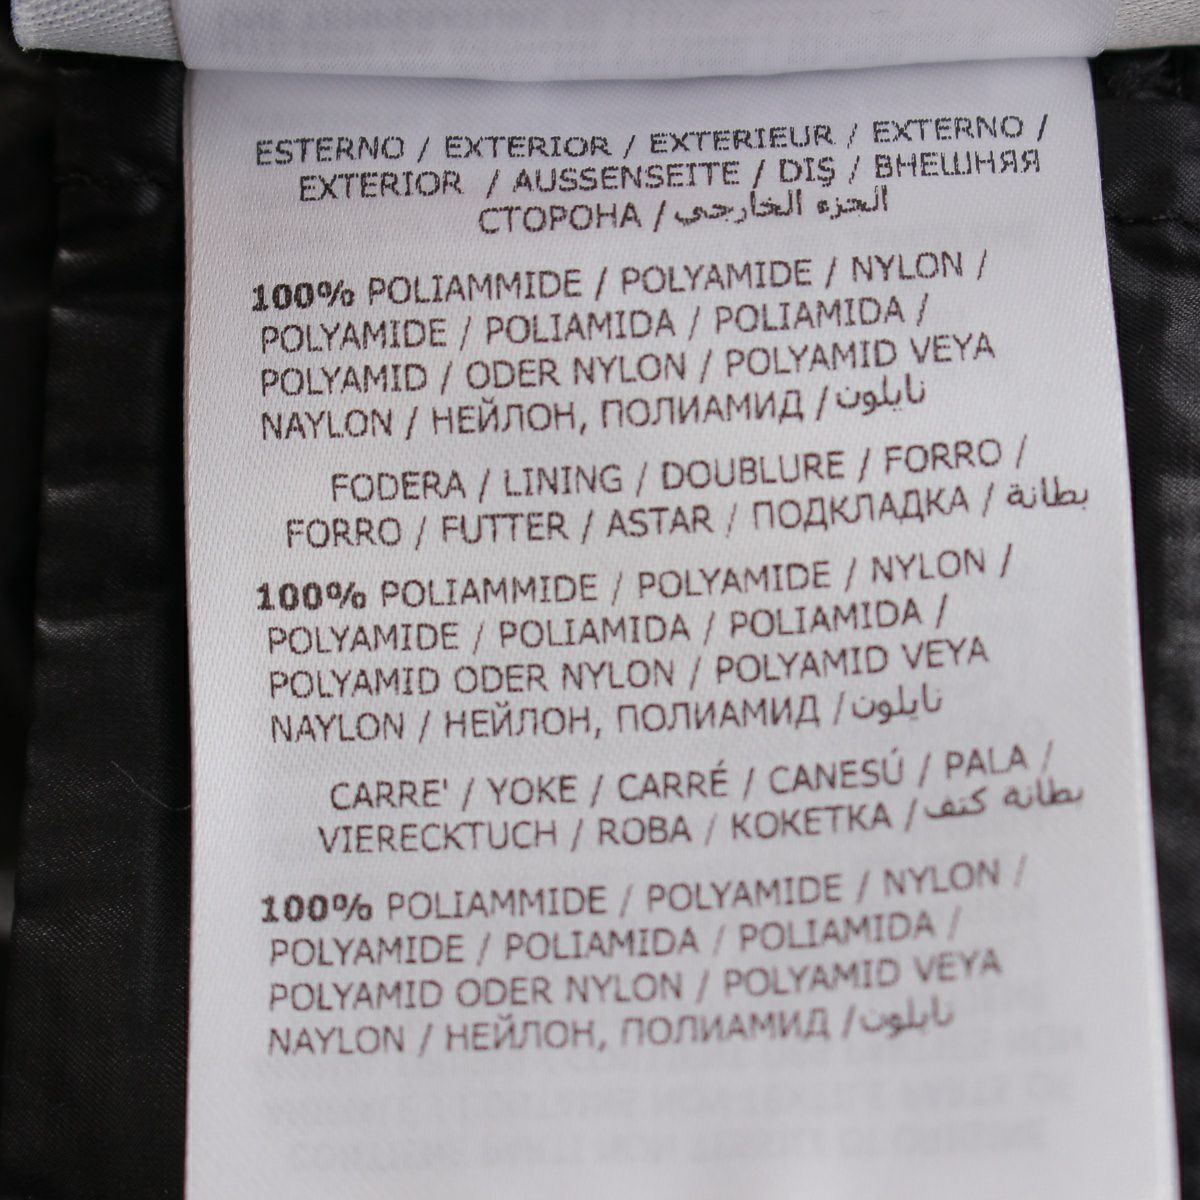 ESTERNO / EXTERIOR / EXTERIEUR / EXTERNO /
EXTERIOR / AUSSENSEITE / DIŞ / ВНЕШНЯЯ
СТОРОНА / الجزء الخارجي
100% POLIAMMIDE / POLYAMIDE / NYLON /
POLYAMIDE / POLIAMIDA / POLIAMIDA /
POLYAMID / ODER NYLON / POLYAMID VEYA
NAYLON / НЕЙЛОН, ПОЛИАМИД / نايلون
FODERA / LINING / DOUBLURE / FORRO /
FORRO / FUTTER / ASTAR / ПОДКЛАДКА / بطانة
100% POLIAMMIDE / POLYAMIDE / NYLON /
POLYAMIDE / POLIAMIDA / POLIAMIDA /
POLYAMID ODER NYLON / POLYAMID VEYA
NAYLON / НЕЙЛОН, ПОЛИАМИД / نايلون
CARRE' / YOKE / CARRÉ / CANESÚ / PALA /
VIERECKTUCH / ROBA / КОКЕТКА / بطانة كتف
100% POLIAMMIDE / POLYAMIDE / NYLON /
POLYAMIDE / POLIAMIDA / POLIAMIDA /
POLYAMID ODER NYLON / POLYAMID VEYA
NAYLON / НЕЙЛОН, ПОЛИАМИД / نايلون